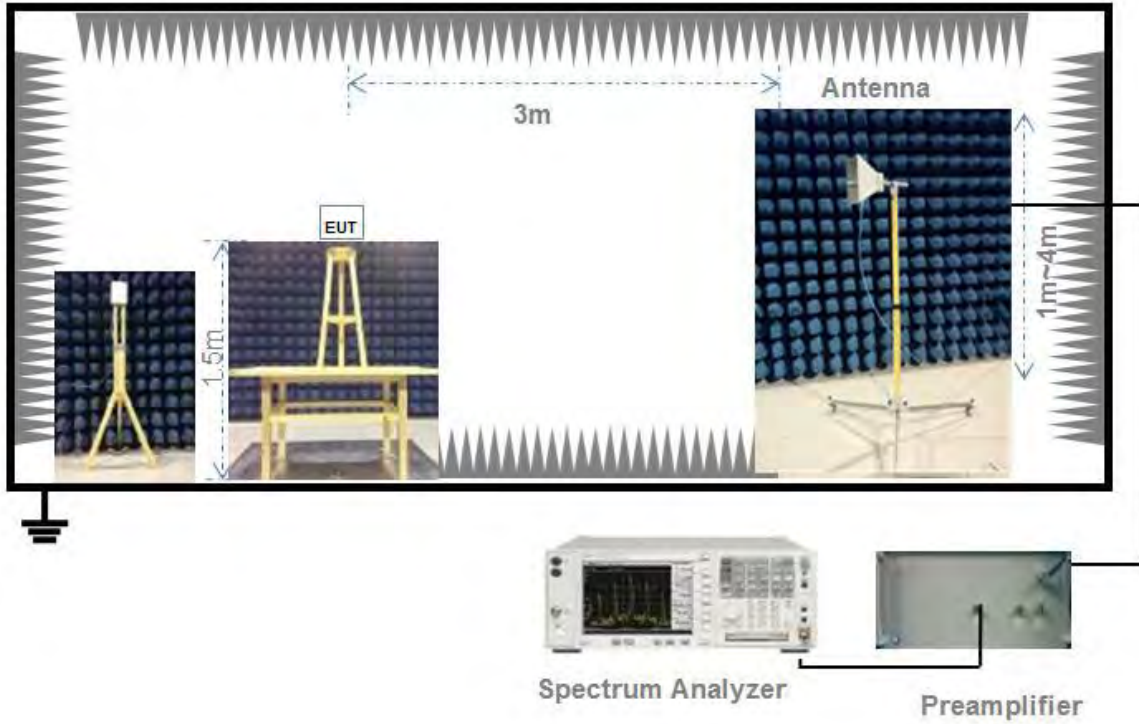 Antenna
3m
EUT
1.5m
1m~4m
Spectrum Analyzer
Preamplifier